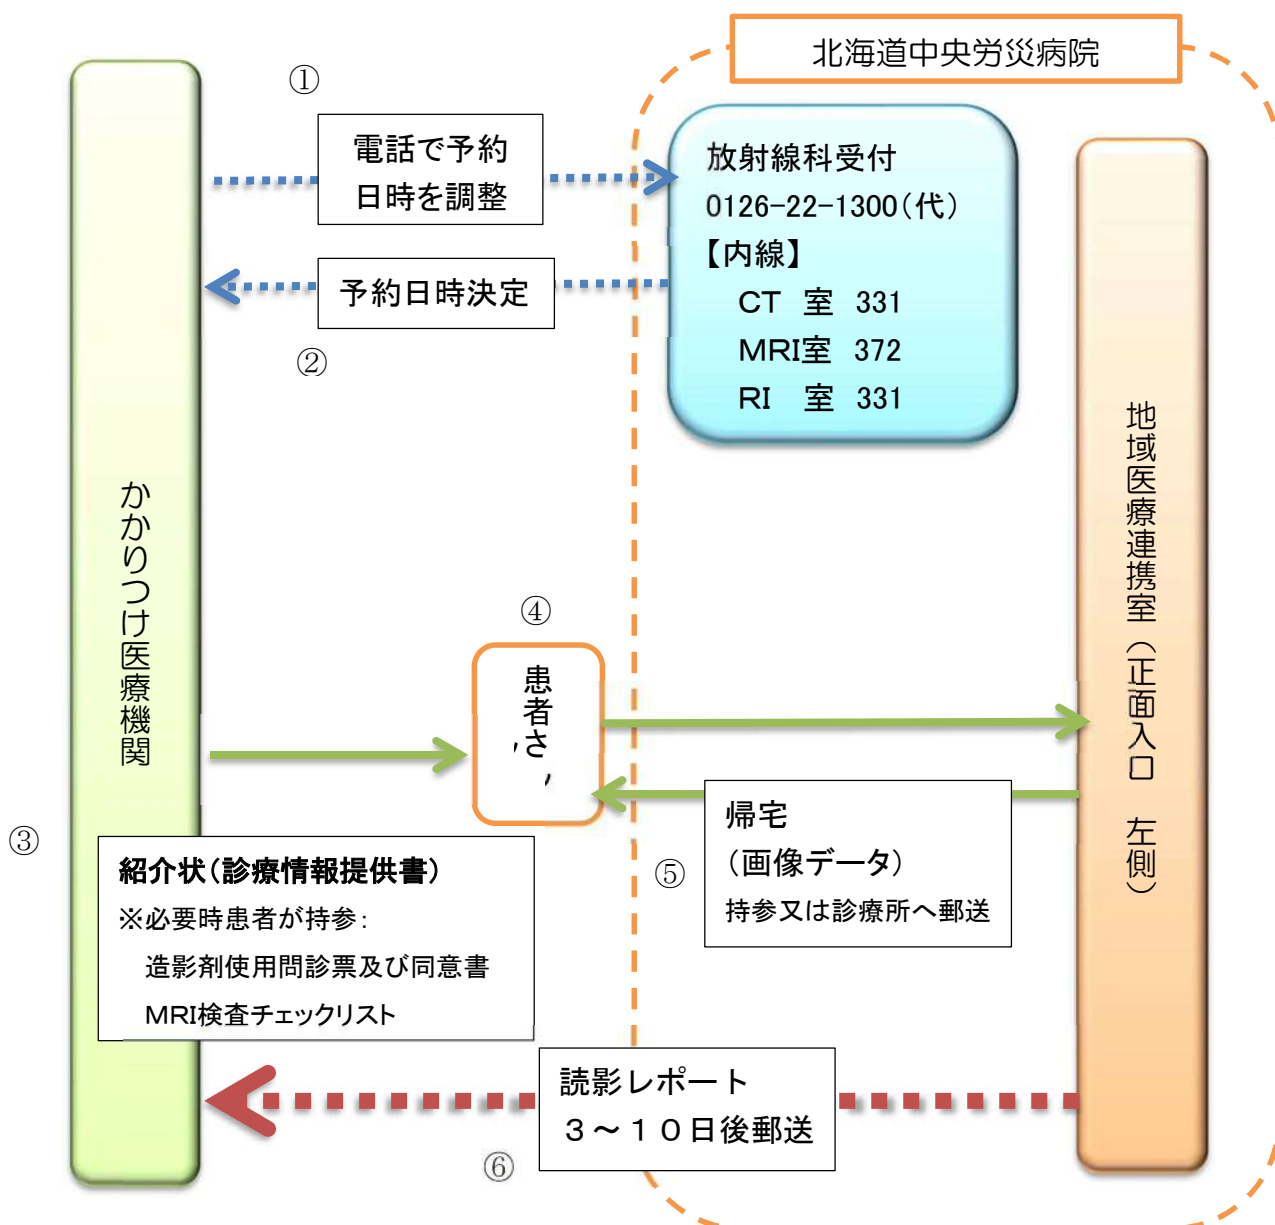 北海道中央労災病院
①
電話で予約
日時を調整
放射線科受付
0126-22-1300(代)
【内線】
CT 室 331
MRI室 372
RI 室 331
予約日時決定
②
かかりつけ医療機関
地域医療連携室(正面入口 左側)
④
患者さ
③
紹介状(診療情報提供書)
※必要時患者が持参:
造影剤使用問診票及び同意書
MRI検査チェックリスト
⑤
帰宅
(画像データ)
持参又は診療所へ郵送
読影レポート
3~10日後郵送
⑥